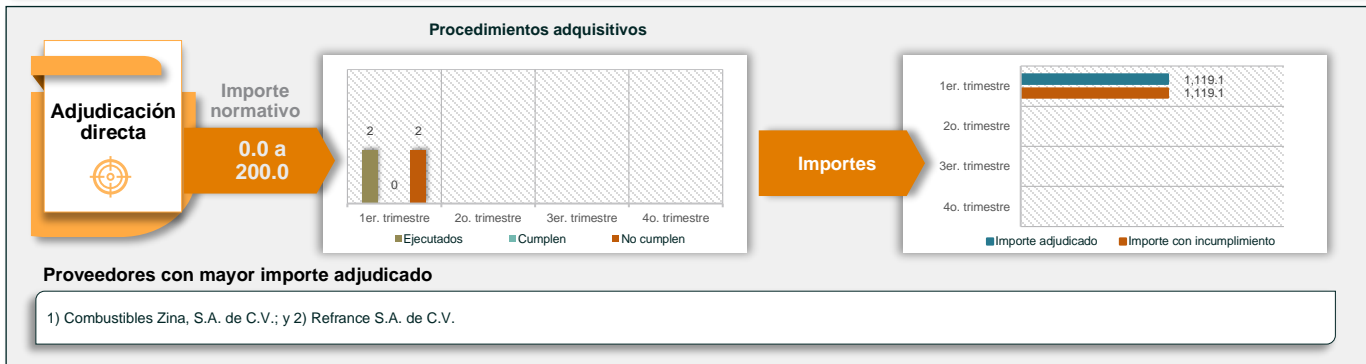 Procedimientos adquisitivos
Adjudicación
directa
Importe
normativo
0.0 a
200.0
2
0
2
1er. trimestre
2o. trimestre
3er. trimestre
4o. trimestre
Ejecutados
Cumplen
No cumplen
Importes
1er. trimestre
1,119.1
1,119.1
2o. trimestre
3er. trimestre
4o. trimestre
Importe adjudicado
Importe con incumplimiento
Proveedores con mayor importe adjudicado
1) Combustibles Zina, S.A. de C.V.; y 2) Refrance S.A. de C.V.